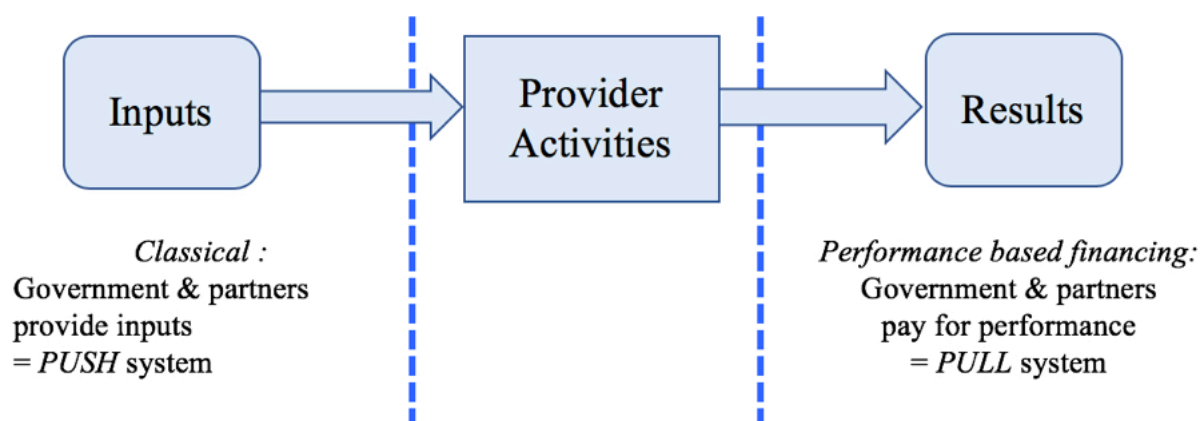 Inputs
Provider
Activities
Results
Classical :
Government & partners
provide inputs
= PUSH system
Performance based financing:
Government & partners
pay for performance
= PULL system